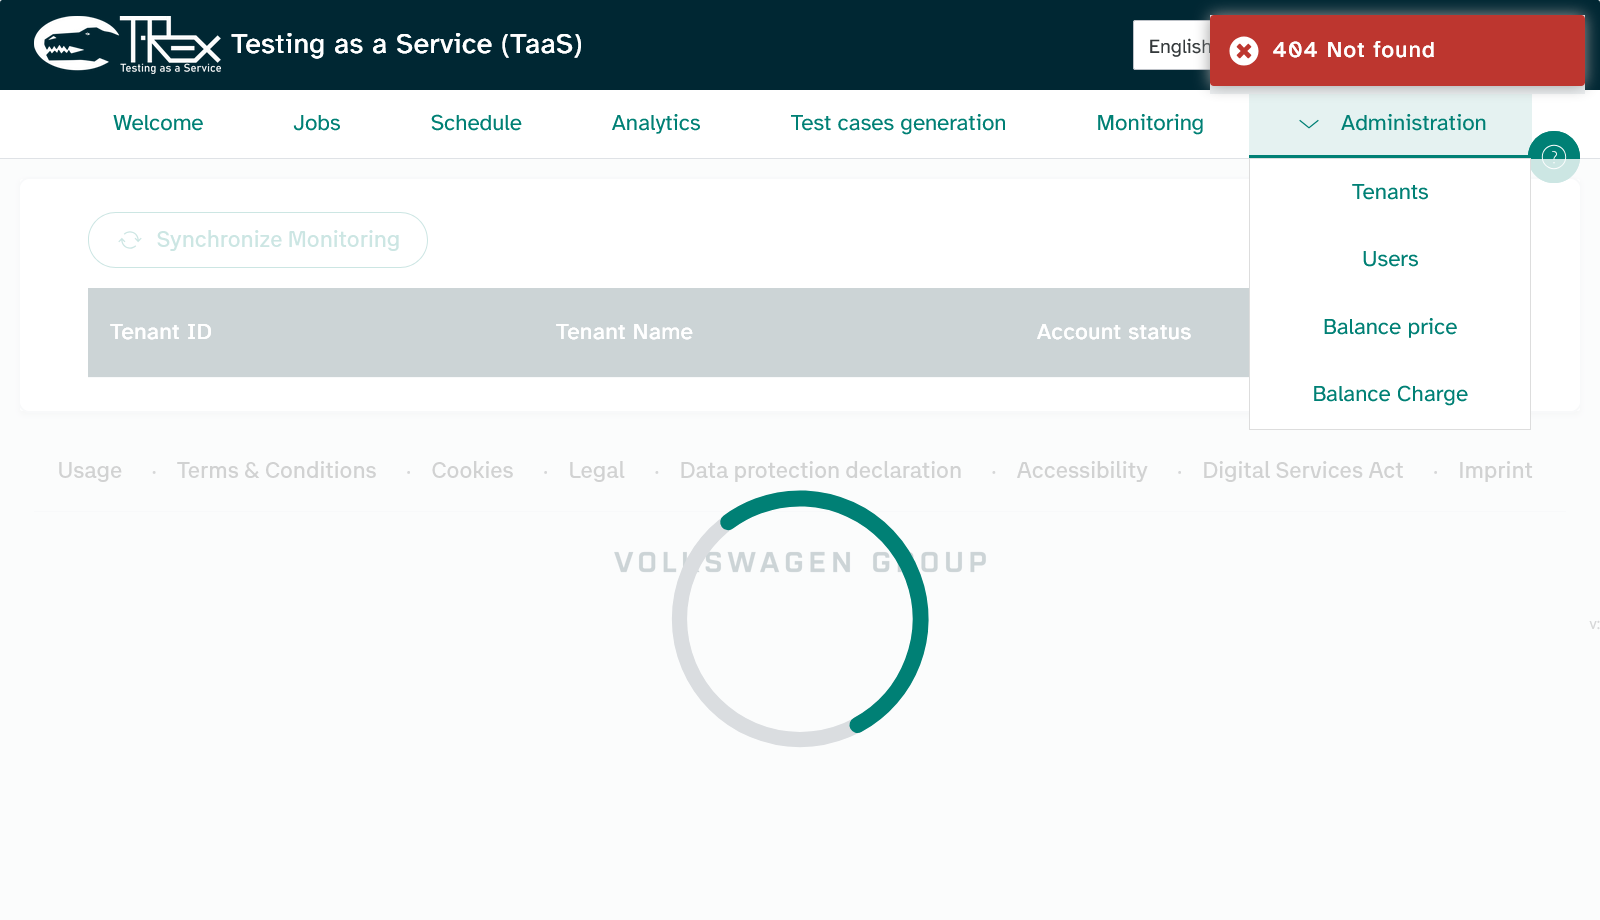 TREX
Testing as a Service
Testing as a Service (TaaS)
English
404 Not found
Welcome
Jobs
Schedule
Analytics
Test cases generation
Monitoring
Administration
?
Tenants
Users
Balance price
Balance Charge
Synchronize Monitoring
Tenant ID
Tenant Name
Account status
Usage · Terms & Conditions · Cookies · Legal · Data protection declaration · Accessibility · Digital Services Act · Imprint
VOLKSWAGEN GROUP
v: